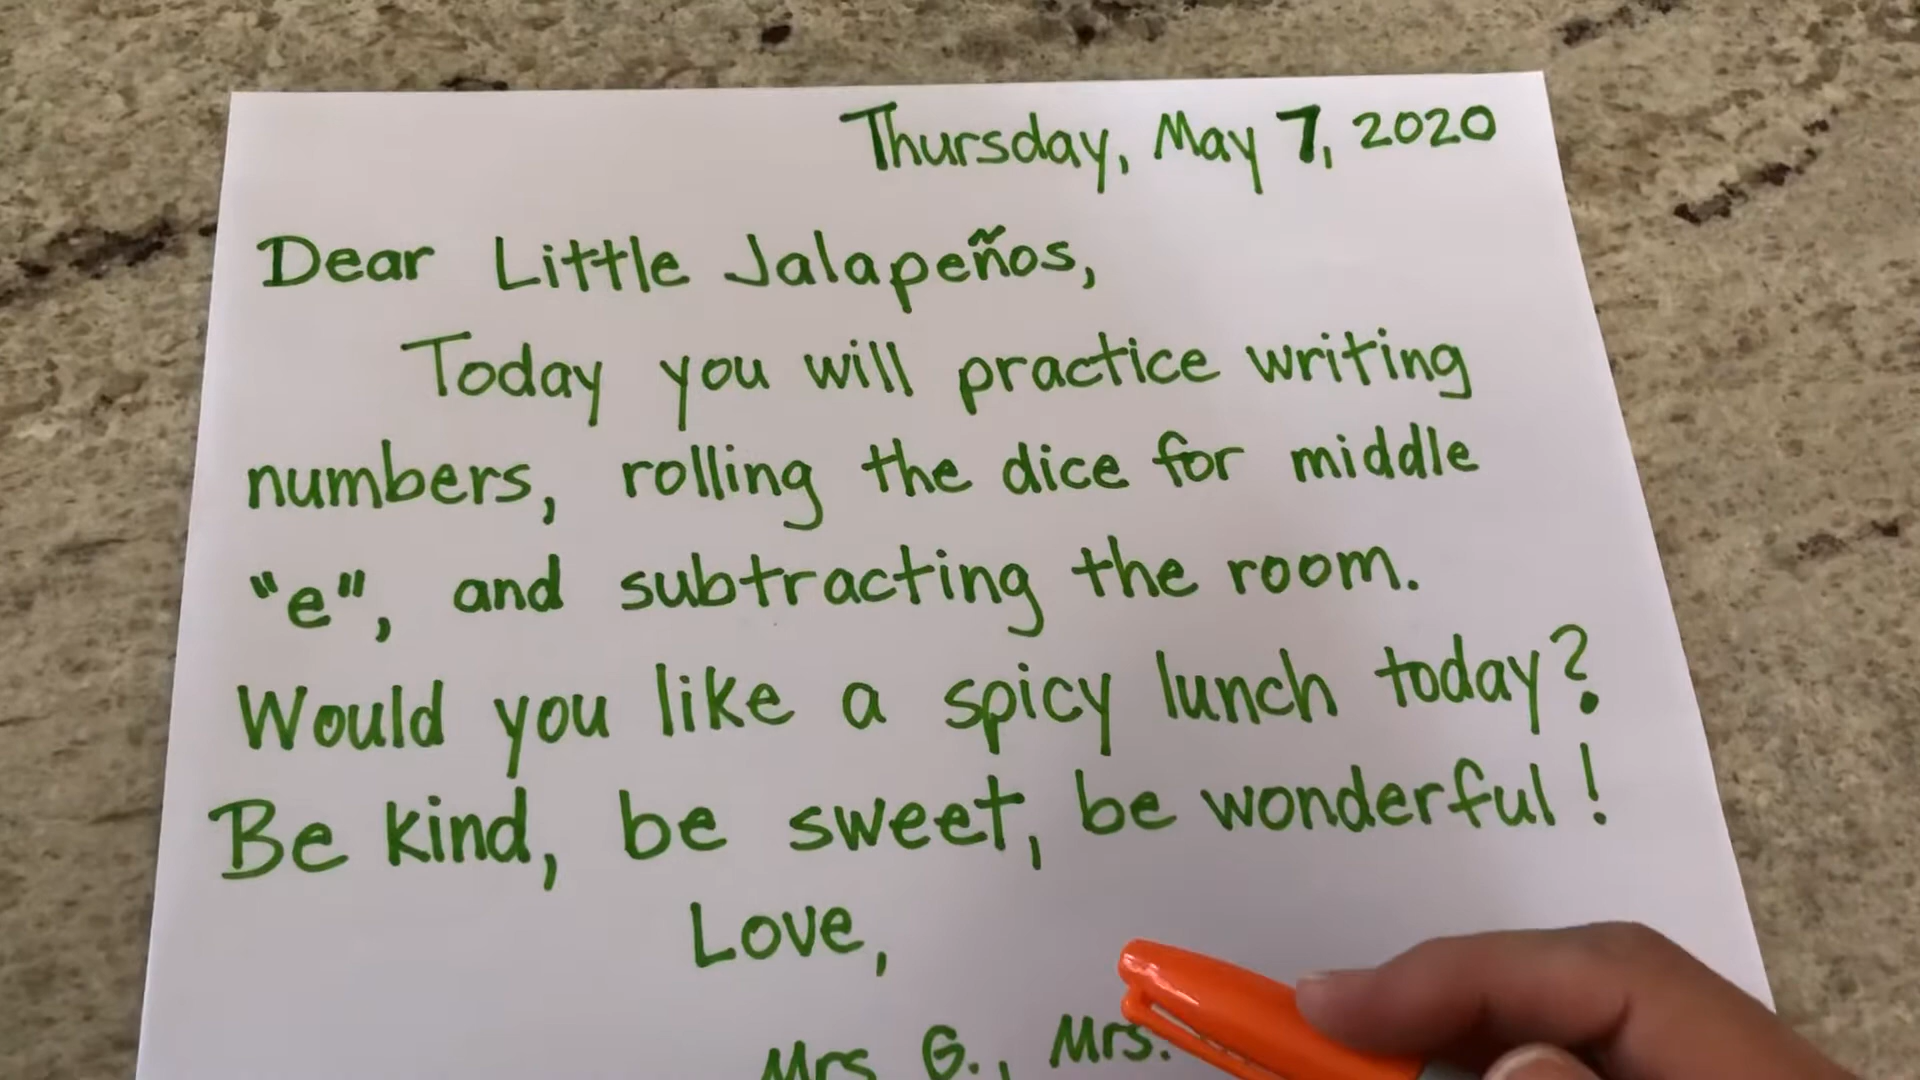 Thursday, May 7, 2020
Dear Little Jalapeños,
Today you will practice writing
numbers, rolling the dice for middle
"e", and subtracting the room.
Would you like a spicy lunch today?
Be kind, be sweet, be wonderful!
Love,
Mrs G., Mrs.